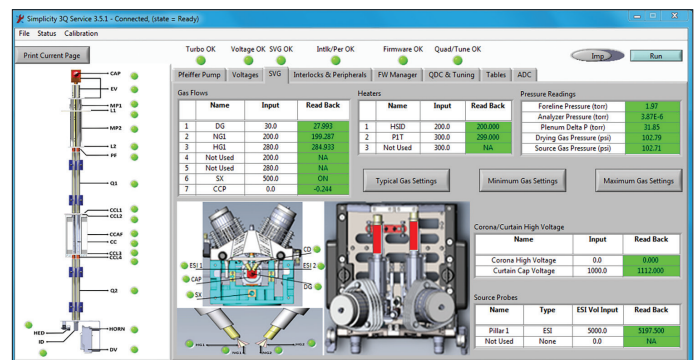 Simplicity 3Q Service 3.5.1 - Connected, (state = Ready)
File Status Calibration
Print Current Page
Turbo OK Voltage OK SVG OK Intlk/Per OK Firmware OK Quad/Tune OK
Imp Run
Pfeiffer Pump Voltages SVG Interlocks & Peripherals FW Manager QDC & Tuning Tables ADC
CAP
EV
MP1
L1
MP2
L2
PF
Q1
CCL1
CCL2
CCAF
CC
CCL3
CCL4
Q2
HED
ID
HORN
DV
Gas Flows
Name Input Read Back
1 DG 30.0 27.993
2 NG1 200.0 199.287
3 HG1 280.0 284.933
4 Not Used 200.0 NA
5 Not Used 280.0 NA
6 SX 500.0 ON
7 CCP 0.0 -0.244
Heaters
Name Input Read Back
1 HSID 200.0 200.000
2 P1T 300.0 299.000
3 Not Used 300.0 NA
Pressure Readings
Foreline Pressure (torr) 1.97
Analyzer Pressure (torr) 3.87E-6
Plenum Delta P (torr) 31.85
Drying Gas Pressure (psi) 102.79
Source Gas Pressure (psi) 102.71
Typical Gas Settings Minimum Gas Settings Maximum Gas Settings
CD
ESI 1 ESI 2
CAP
DG
SX
Corona/Curtain High Voltage
Name Input Read Back
Corona High Voltage 0.0 0.000
Curtain Cap Voltage 1000.0 1112.000
Source Probes
Name Type ESI Vol Input Read Back
Pillar 1 ESI 5000.0 5197.500
Not Used None 0.0 NA